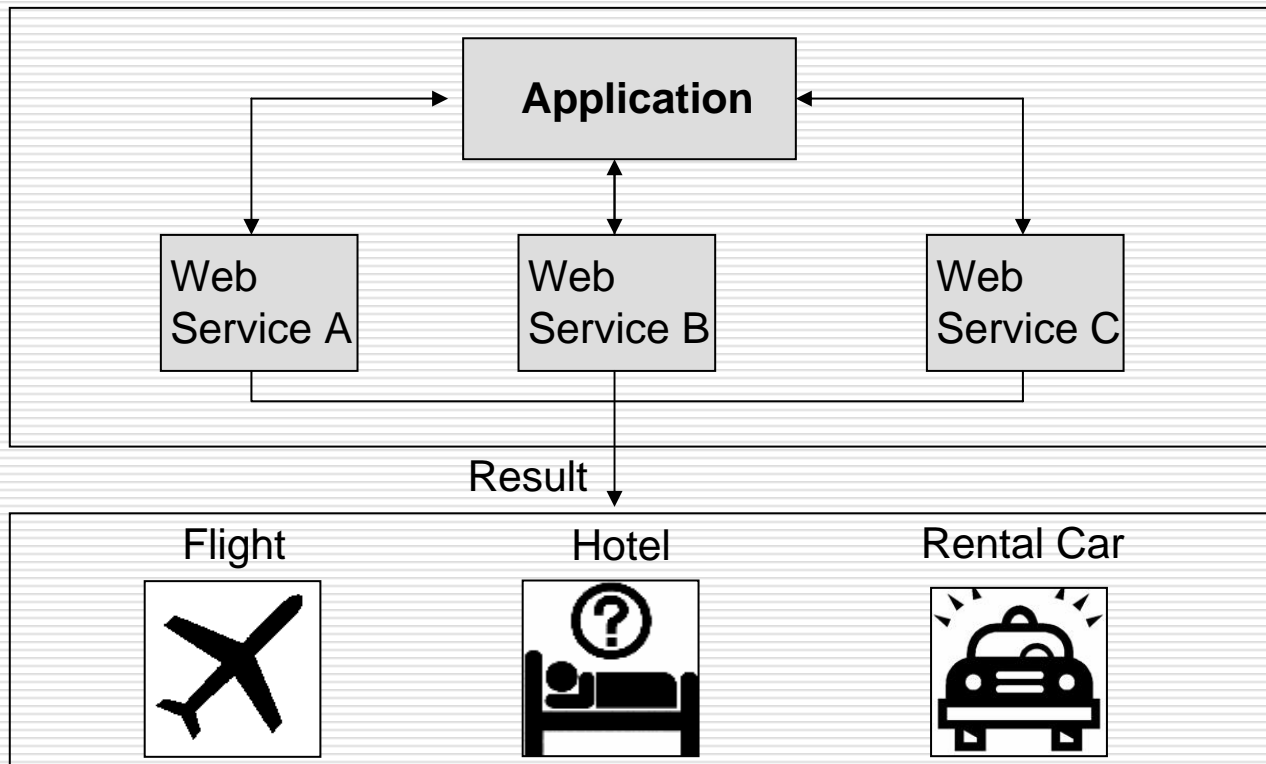 Application
Web
Service A
Web
Service B
Web
Service C
Result
Flight
Hotel
Rental Car
?